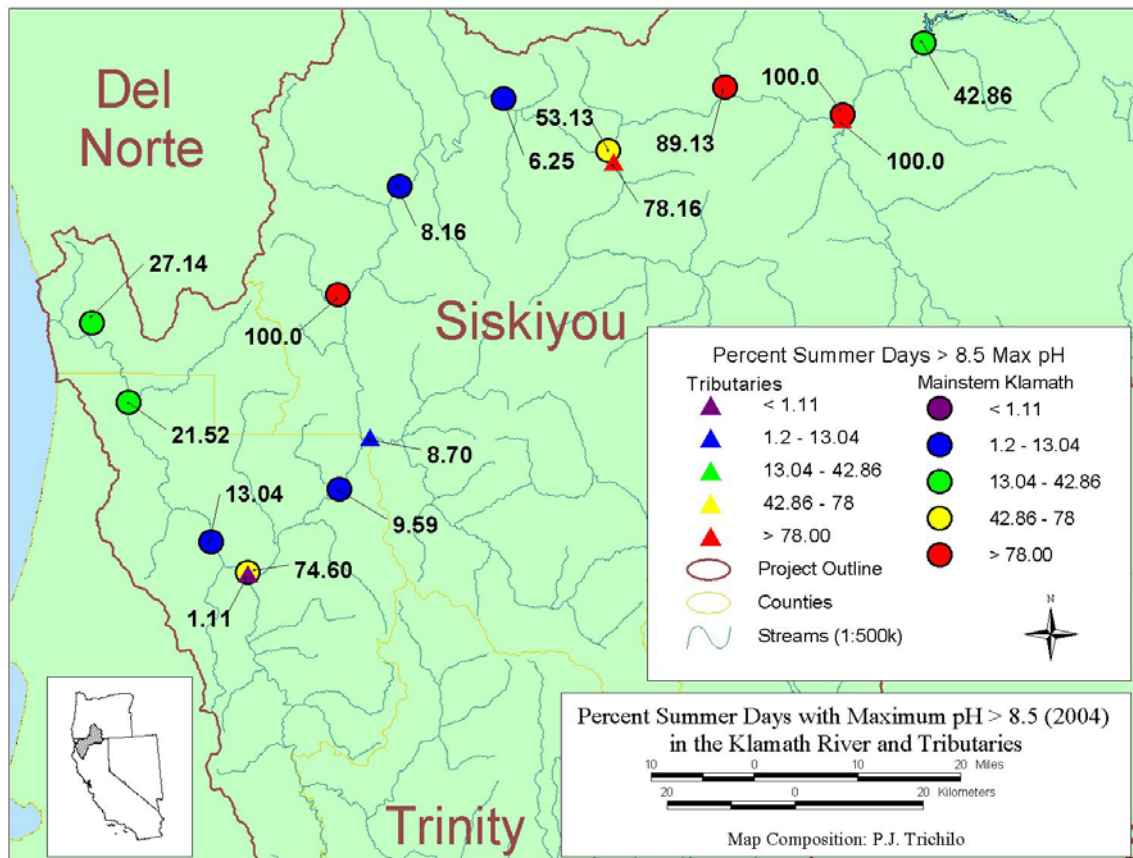 Del
Norte
100.0
42.86
53.13
89.13
6.25
100.0
78.16
8.16
27.14
Siskiyou
100.0
21.52
8.70
13.04
9.59
74.60
1.11
Trinity
Percent Summer Days > 8.5 Max pH
Tributaries
< 1.11
1.2 - 13.04
13.04 - 42.86
42.86 - 78
> 78.00
Mainstem Klamath
< 1.11
1.2 - 13.04
13.04 - 42.86
42.86 - 78
> 78.00
Project Outline
Counties
Streams (1:500k)
N
Percent Summer Days with Maximum pH > 8.5 (2004)
in the Klamath River and Tributaries
10 0 10 20 Miles
20 0 20 Kilometers
Map Composition: P.J. Trichilo